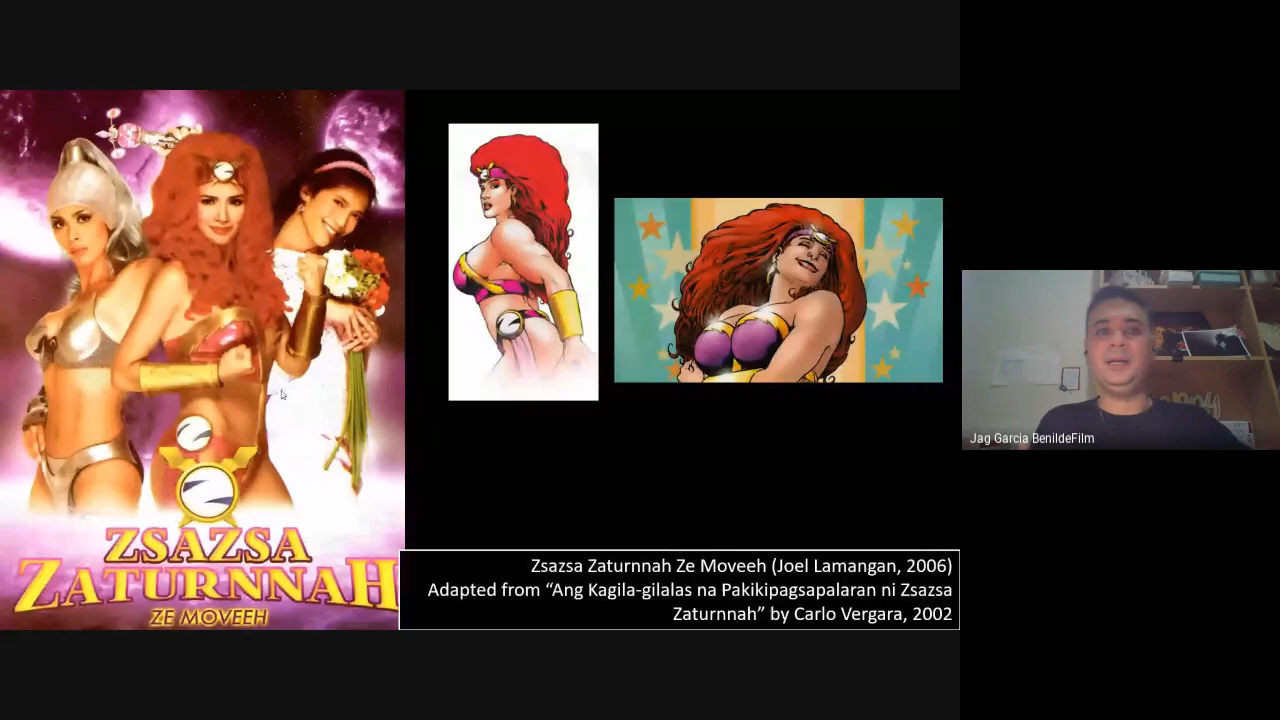 ZSAZSA
ZATURNNAH
ZE MOVEEH
Zsazsa Zaturnnah Ze Moveeh (Joel Lamangan, 2006)
Adapted from “Ang Kagila-gilalas na Pakikipagsapalaran ni Zsazsa
Zaturnnah” by Carlo Vergara, 2002
Jag Garcia BenildeFilm